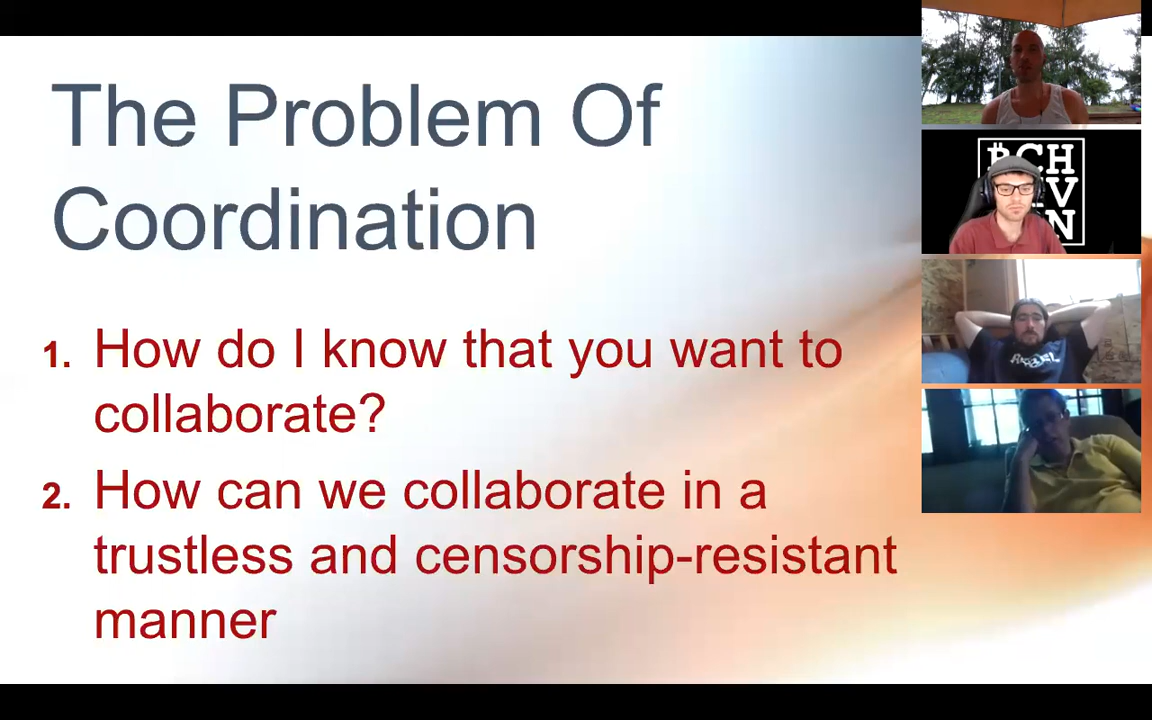 The Problem Of
Coordination
1. How do I know that you want to
collaborate?
2. How can we collaborate in a
trustless and censorship-resistant
manner